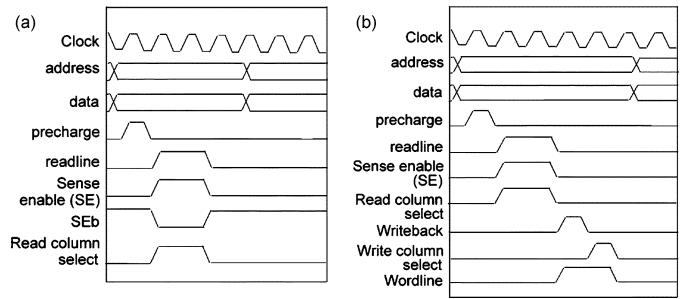 (a)
Clock
address
data
precharge
readline
Sense
enable (SE)
SEb
Read column
select
(b)
Clock
address
data
precharge
readline
Sense enable
(SE)
Read column
select
Writeback
Write column
select
Wordline